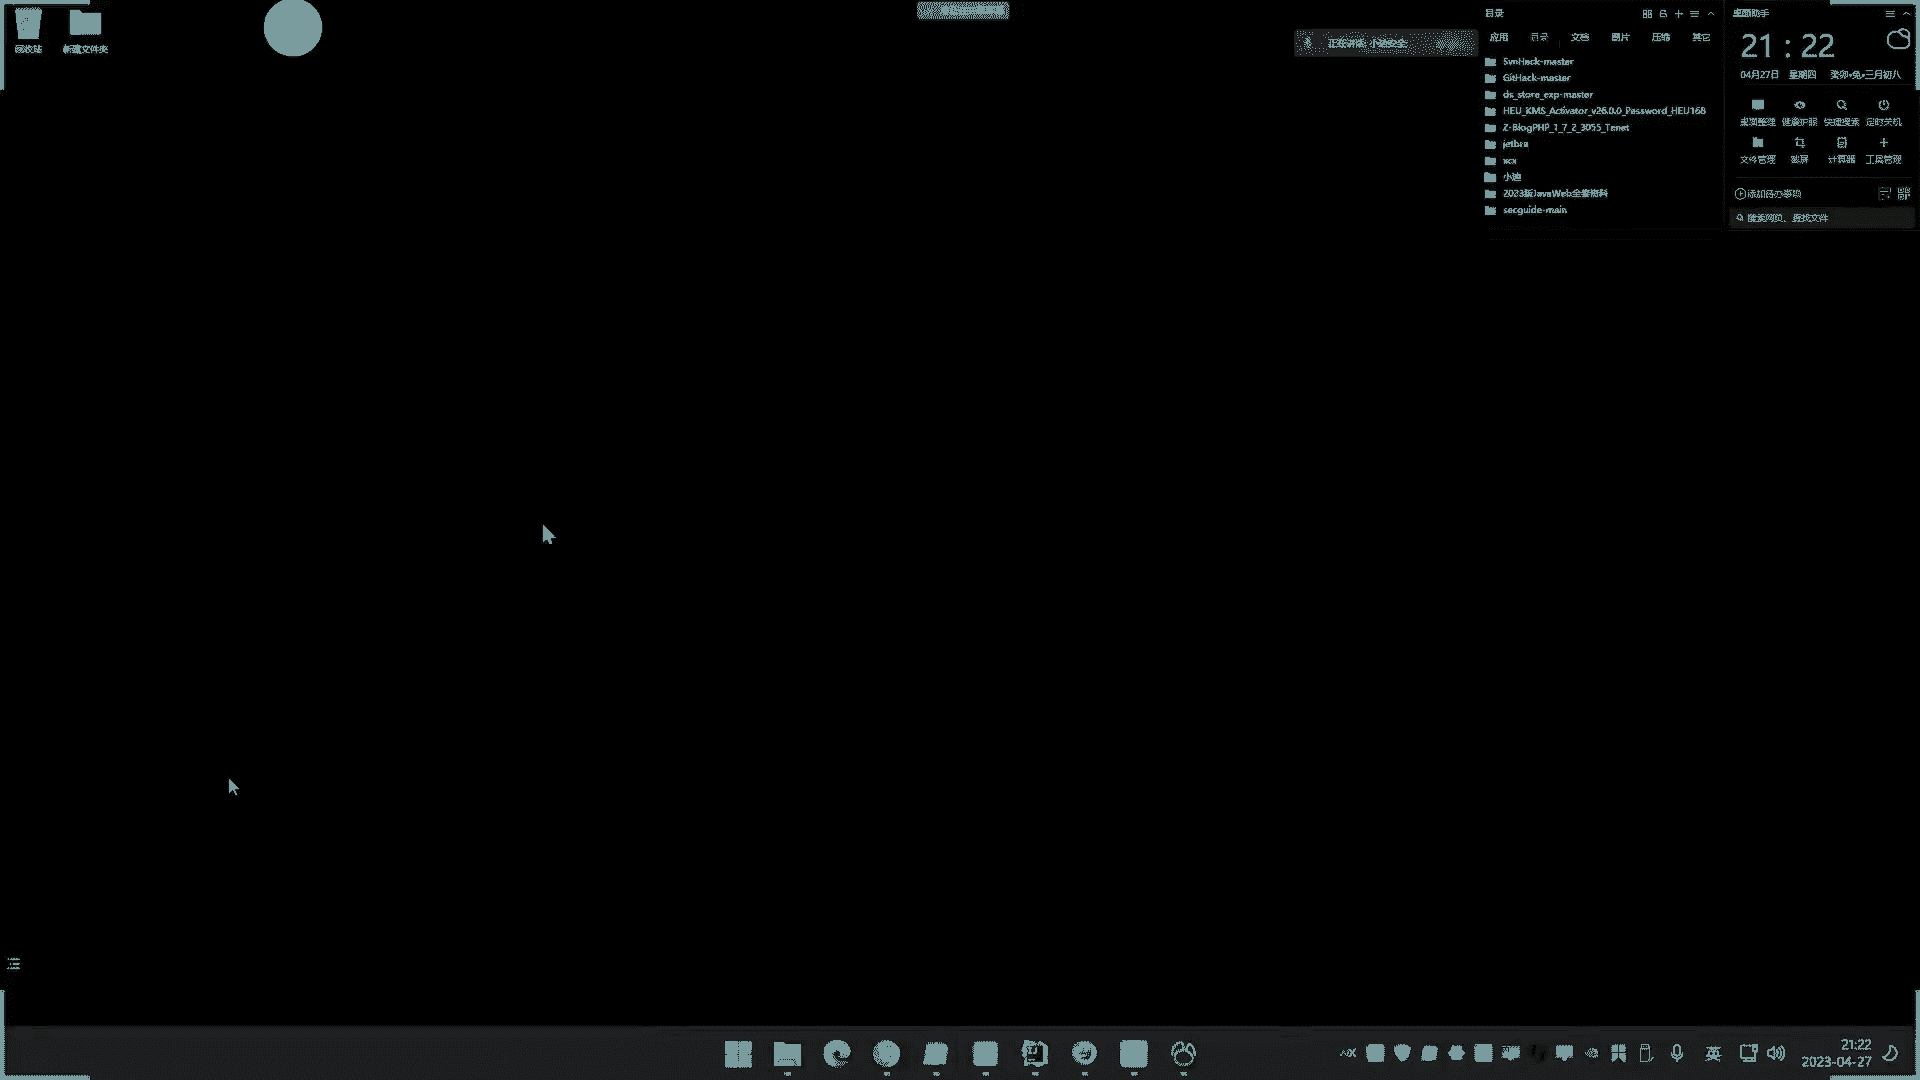 回收站
新建文件夹
正在讲话: 小迪安全
目录
应用 目录 文档 图片 压缩 其它
SvnHack-master
GitHack-master
ds_store_exp-master
HEU_KMS_Activator_v26.0.0_Password_HEU168
Z-BlogPHP_1_7_2_3055_Tenet
jetbra
xcx
小迪
2023版JavaWeb全套资料
secguide-main
桌面助手
21 : 22
04月27日 星期四 癸卯•兔•三月初八
桌面整理 健康护眼 快速搜索 定时关机
文件管理 截屏 计算器 工具管理
添加待办事项
搜索网页、查找文件
英
21:22
2023-04-27